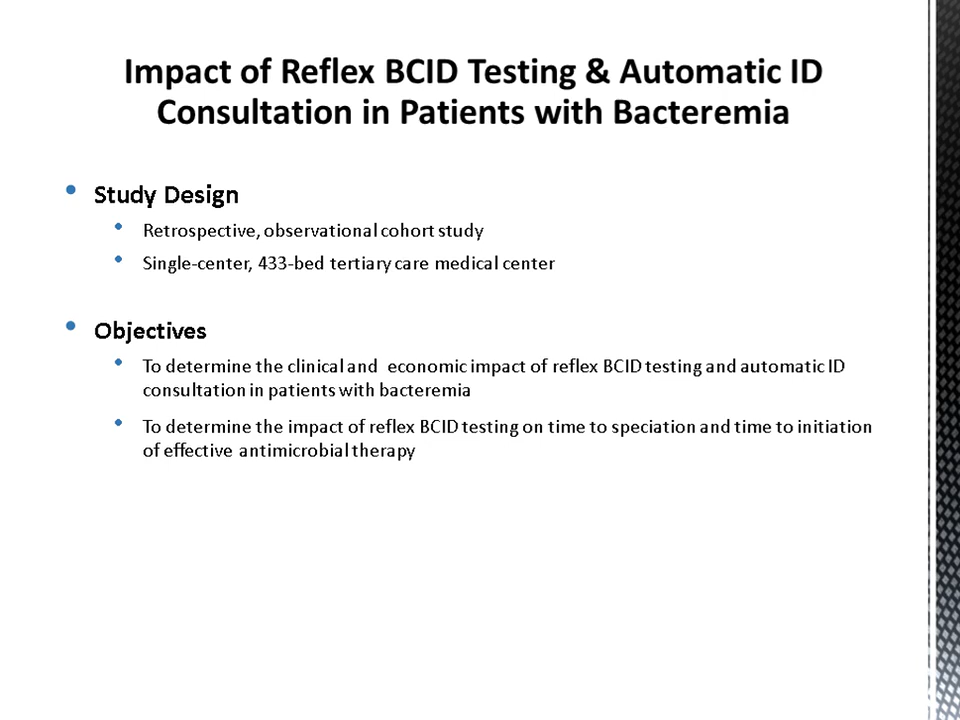 Impact of Reflex BCID Testing & Automatic ID
Consultation in Patients with Bacteremia
• Study Design
• Retrospective, observational cohort study
• Single-center, 433-bed tertiary care medical center
• Objectives
• To determine the clinical and  economic impact of reflex BCID testing and automatic ID
consultation in patients with bacteremia
• To determine the impact of reflex BCID testing on time to speciation and time to initiation
of effective antimicrobial therapy